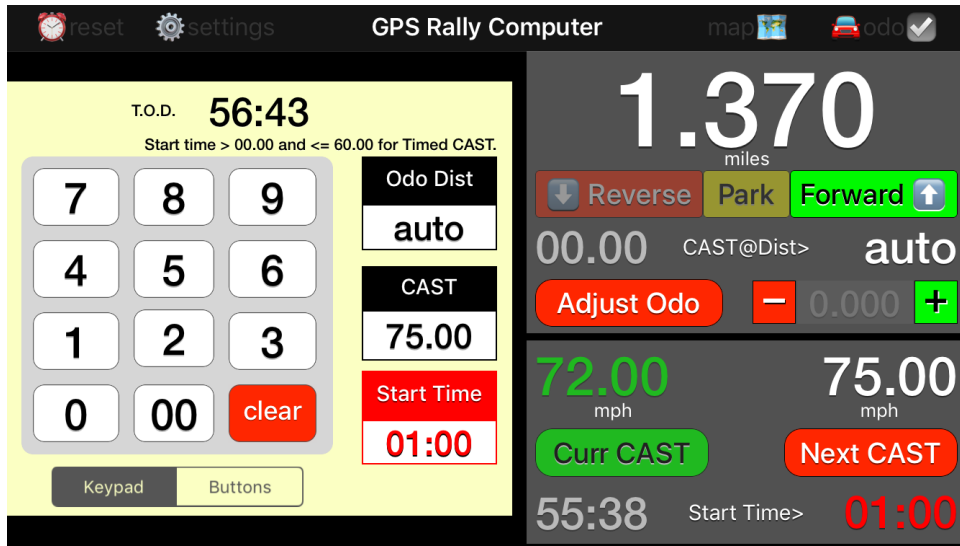 reset settings GPS Rally Computer map odo
T.O.D. 56:43
Start time > 00.00 and <= 60.00 for Timed CAST.
7 8 9
4 5 6
1 2 3
0 00 clear
Odo Dist
auto
CAST
75.00
Start Time
01:00
Keypad Buttons
1.370
miles
Reverse Park Forward
00.00 CAST@Dist> auto
Adjust Odo − 0.000 +
72.00 75.00
mph mph
Curr CAST Next CAST
55:38 Start Time> 01:00